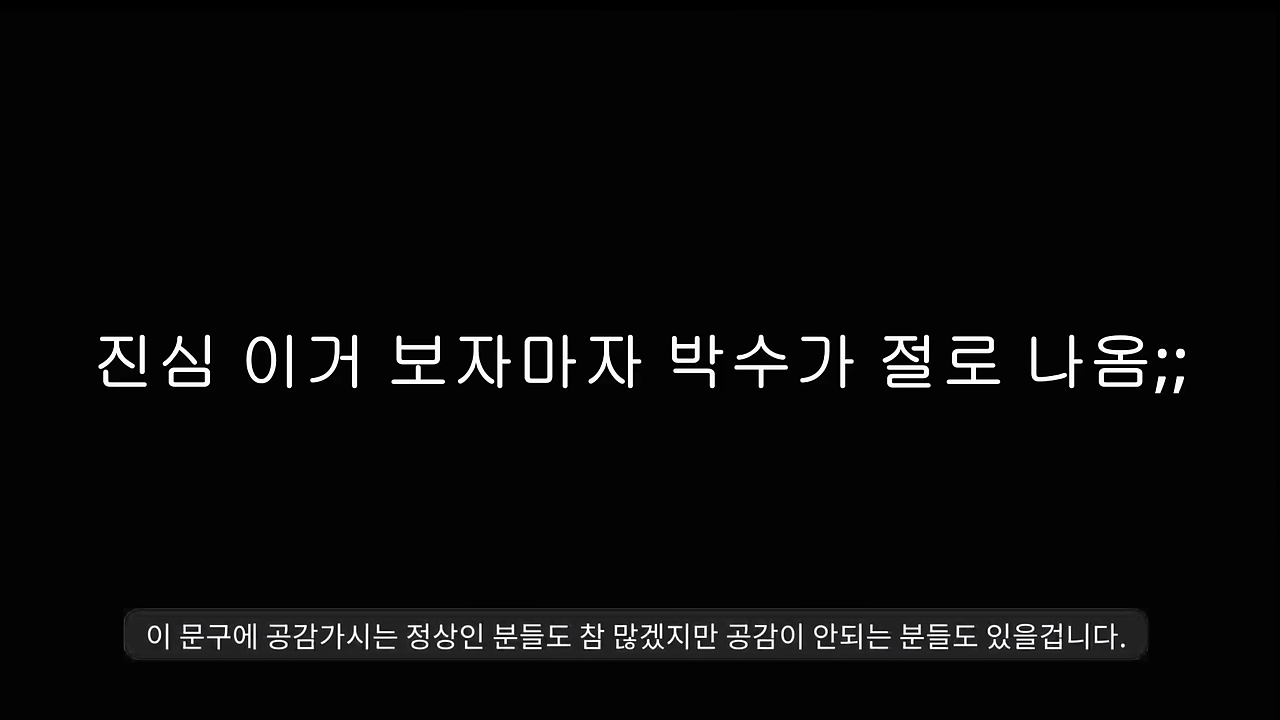 진심 이거 보자마자 박수가 절로 나옴;;
이 문구에 공감가시는 정상인 분들도 참 많겠지만 공감이 안되는 분들도 있을겁니다.